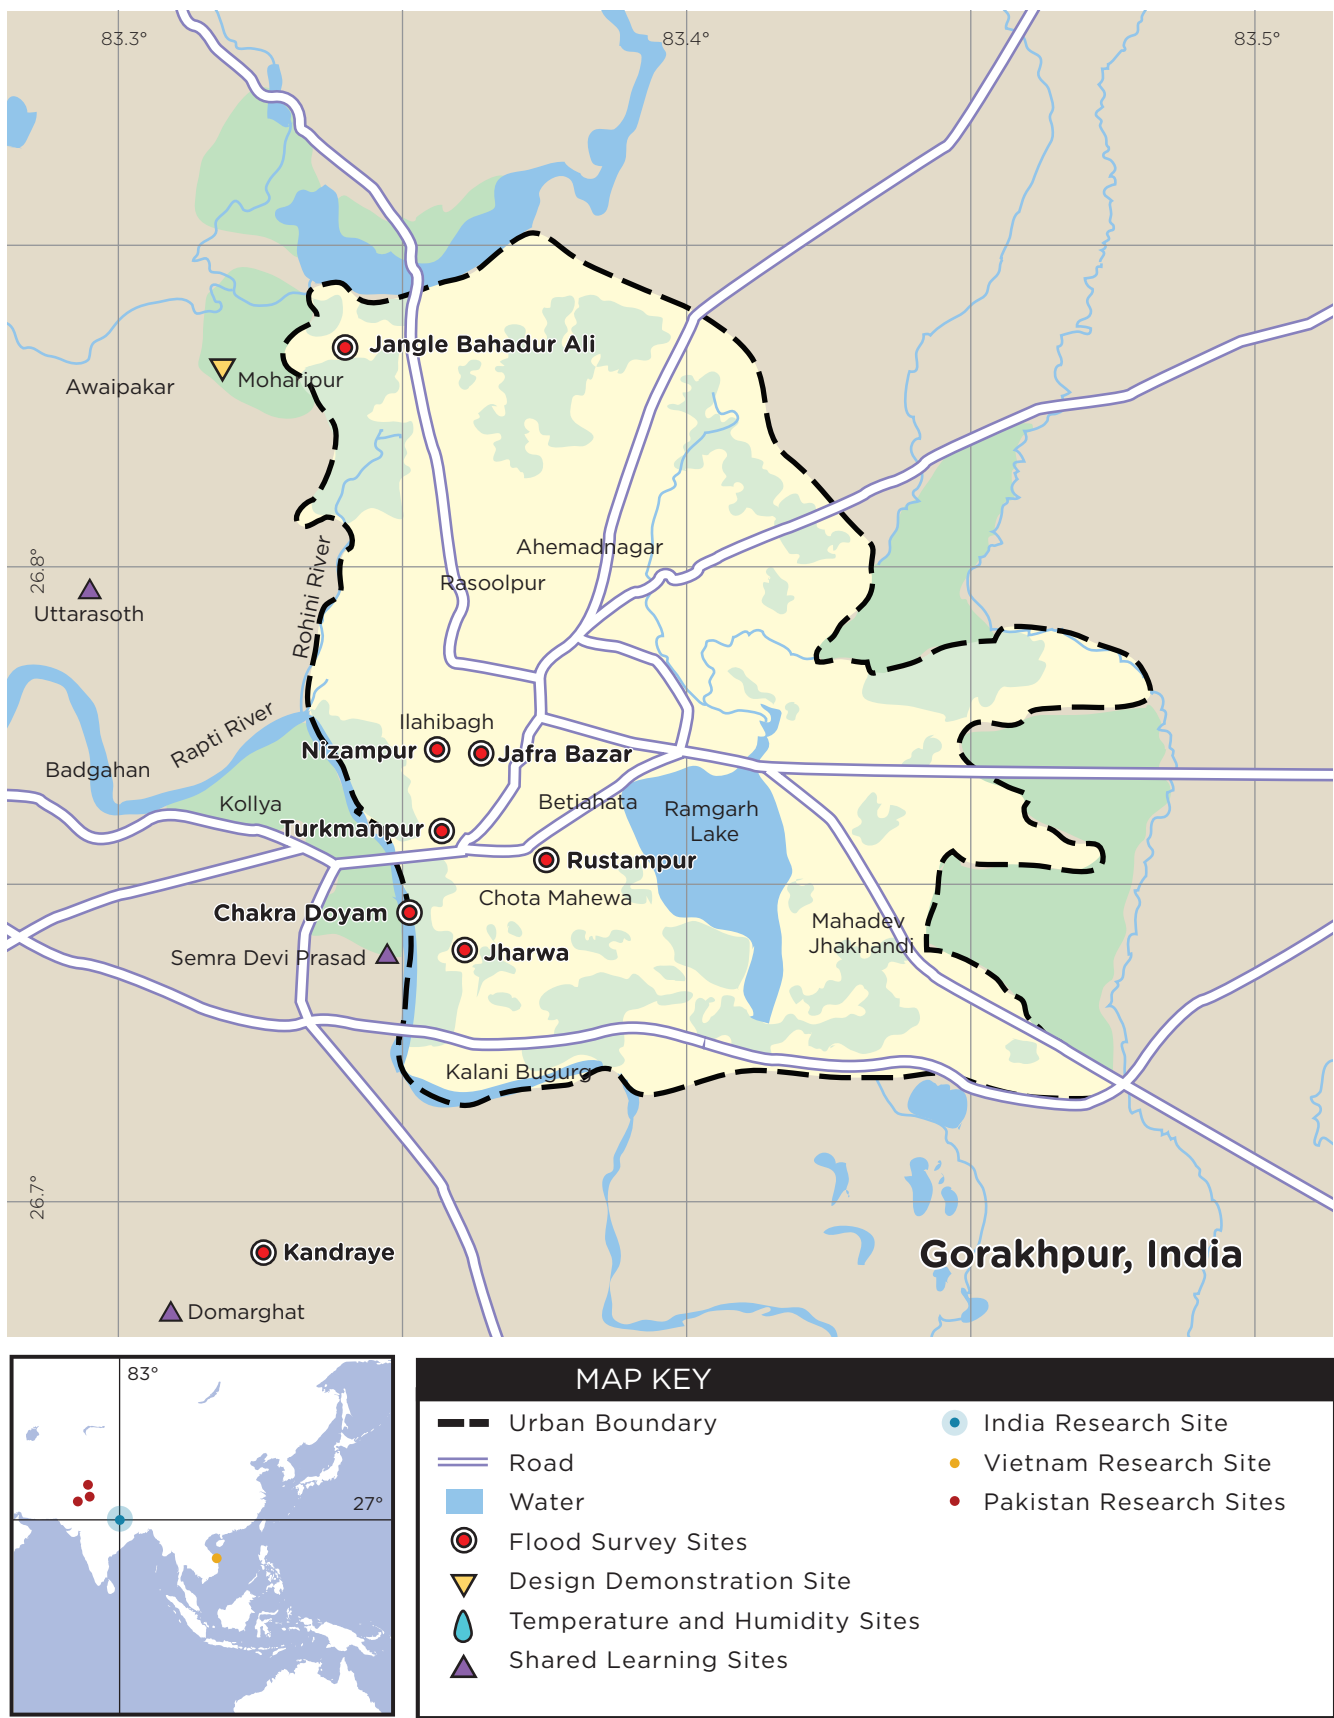 83.3°
83.4°
83.5°
Jangle Bahadur Ali
Moharipur
Awaipakar
Ahemadnagar
26.8°
Rasoolpur
Uttarasoth
Rohini River
Ilahibagh
Rapti River
Nizampur
Jafra Bazar
Badgahan
Kollya
Betiahata
Ramgarh
Lake
Turkmanpur
Rustampur
Chota Mahewa
Chakra Doyam
Mahadev
Jhakhandi
Semra Devi Prasad
Jharwa
Kalani Bugurg
26.7°
Kandraye
Gorakhpur, India
Domarghat
83°
27°
MAP KEY
Urban Boundary
Road
Water
Flood Survey Sites
Design Demonstration Site
Temperature and Humidity Sites
Shared Learning Sites
India Research Site
Vietnam Research Site
Pakistan Research Sites